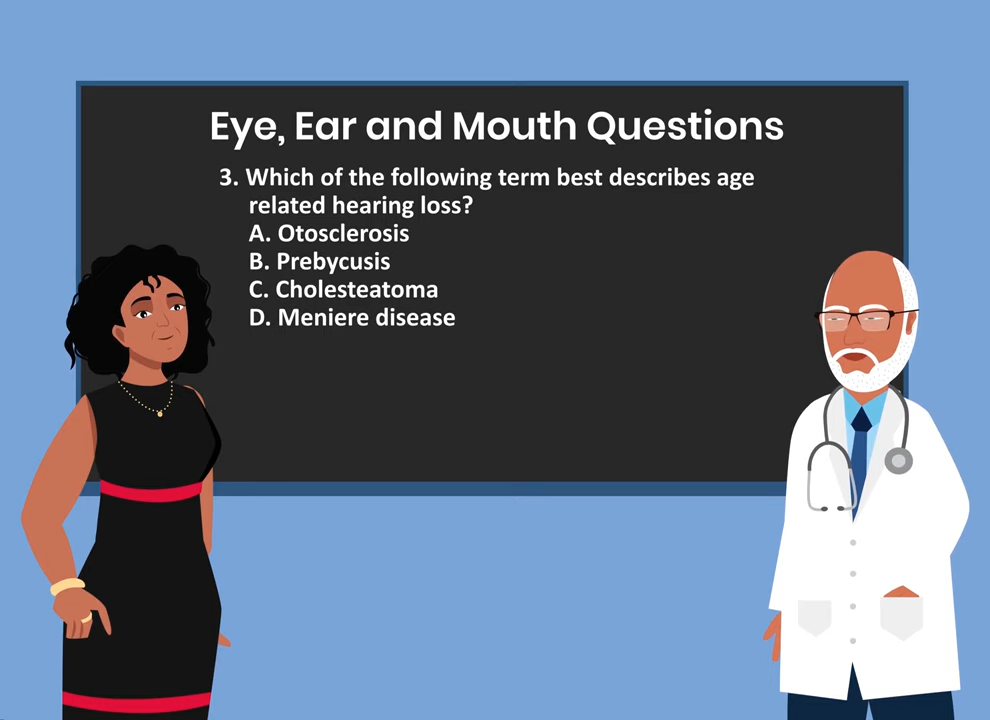 Eye, Ear and Mouth Questions
3. Which of the following term best describes age
related hearing loss?
A. Otosclerosis
B. Prebycusis
C. Cholesteatoma
D. Meniere disease